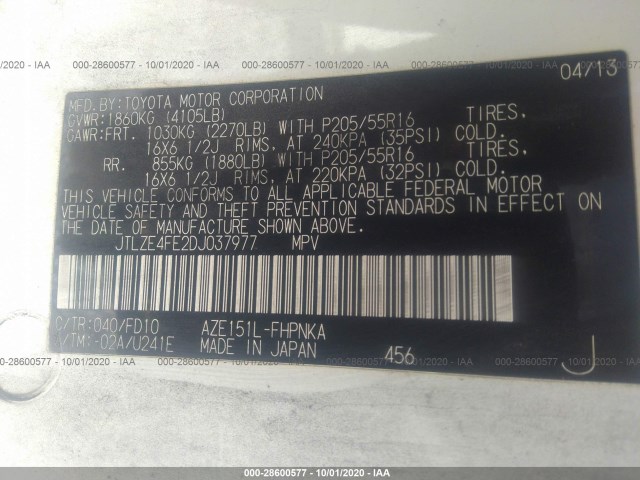 000-28600577 - 10/01/2020 - IAA
04/13
MFD.BY:TOYOTA MOTOR CORPORATION
GVWR:1860KG (4105LB)
GAWR:FRT. 1030KG (2270LB) WITH P205/55R16 TIRES,
16X6 1/2J RIMS, AT 240KPA (35PSI) COLD.
RR. 855KG (1880LB) WITH P205/55R16 TIRES,
16X6 1/2J RIMS, AT 220KPA (32PSI) COLD.
THIS VEHICLE CONFORMS TO ALL APPLICABLE FEDERAL MOTOR
VEHICLE SAFETY AND THEFT PREVENTION STANDARDS IN EFFECT ON
THE DATE OF MANUFACTURE SHOWN ABOVE.
JTLZE4FE2DJ037977 MPV
C/TR:040/FD10 AZE151L-FHPNKA
VTM:-02A/U241E MADE IN JAPAN 456 J
000-28600577 - 10/01/2020 - IAA